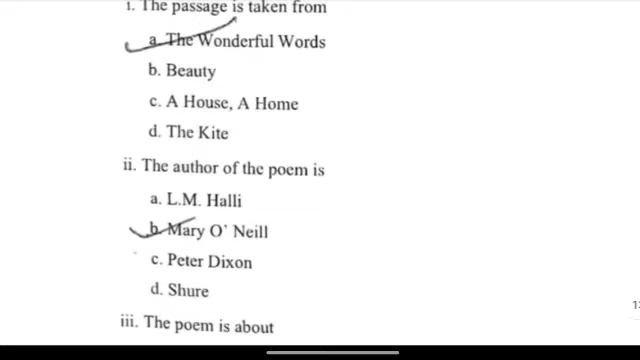 i. The passage is taken from
a. The Wonderful Words
b. Beauty
c. A House, A Home
d. The Kite
ii. The author of the poem is
a. L.M. Halli
b. Mary O' Neill
c. Peter Dixon
d. Shure
iii. The poem is about